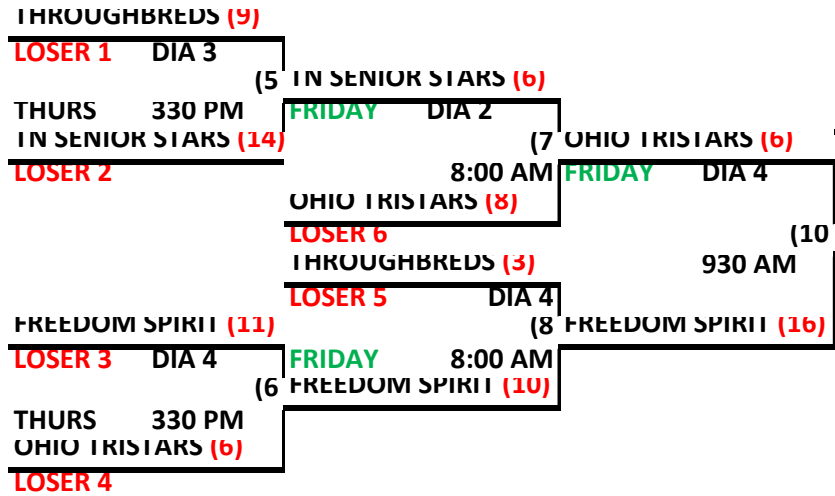 THROUGHBREDS (9)
LOSER 1 DIA 3
(5 TN SENIOR STARS (6)
THURS 330 PM FRIDAY DIA 2
TN SENIOR STARS (14) (7 OHIO TRISTARS (6)
LOSER 2 8:00 AM FRIDAY DIA 4
OHIO TRISTARS (8)
LOSER 6 (10
THROUGHBREDS (3) 930 AM
LOSER 5 DIA 4
FREEDOM SPIRIT (11) (8 FREEDOM SPIRIT (16)
LOSER 3 DIA 4 FRIDAY 8:00 AM
(6 FREEDOM SPIRIT (10)
THURS 330 PM
OHIO TRISTARS (6)
LOSER 4